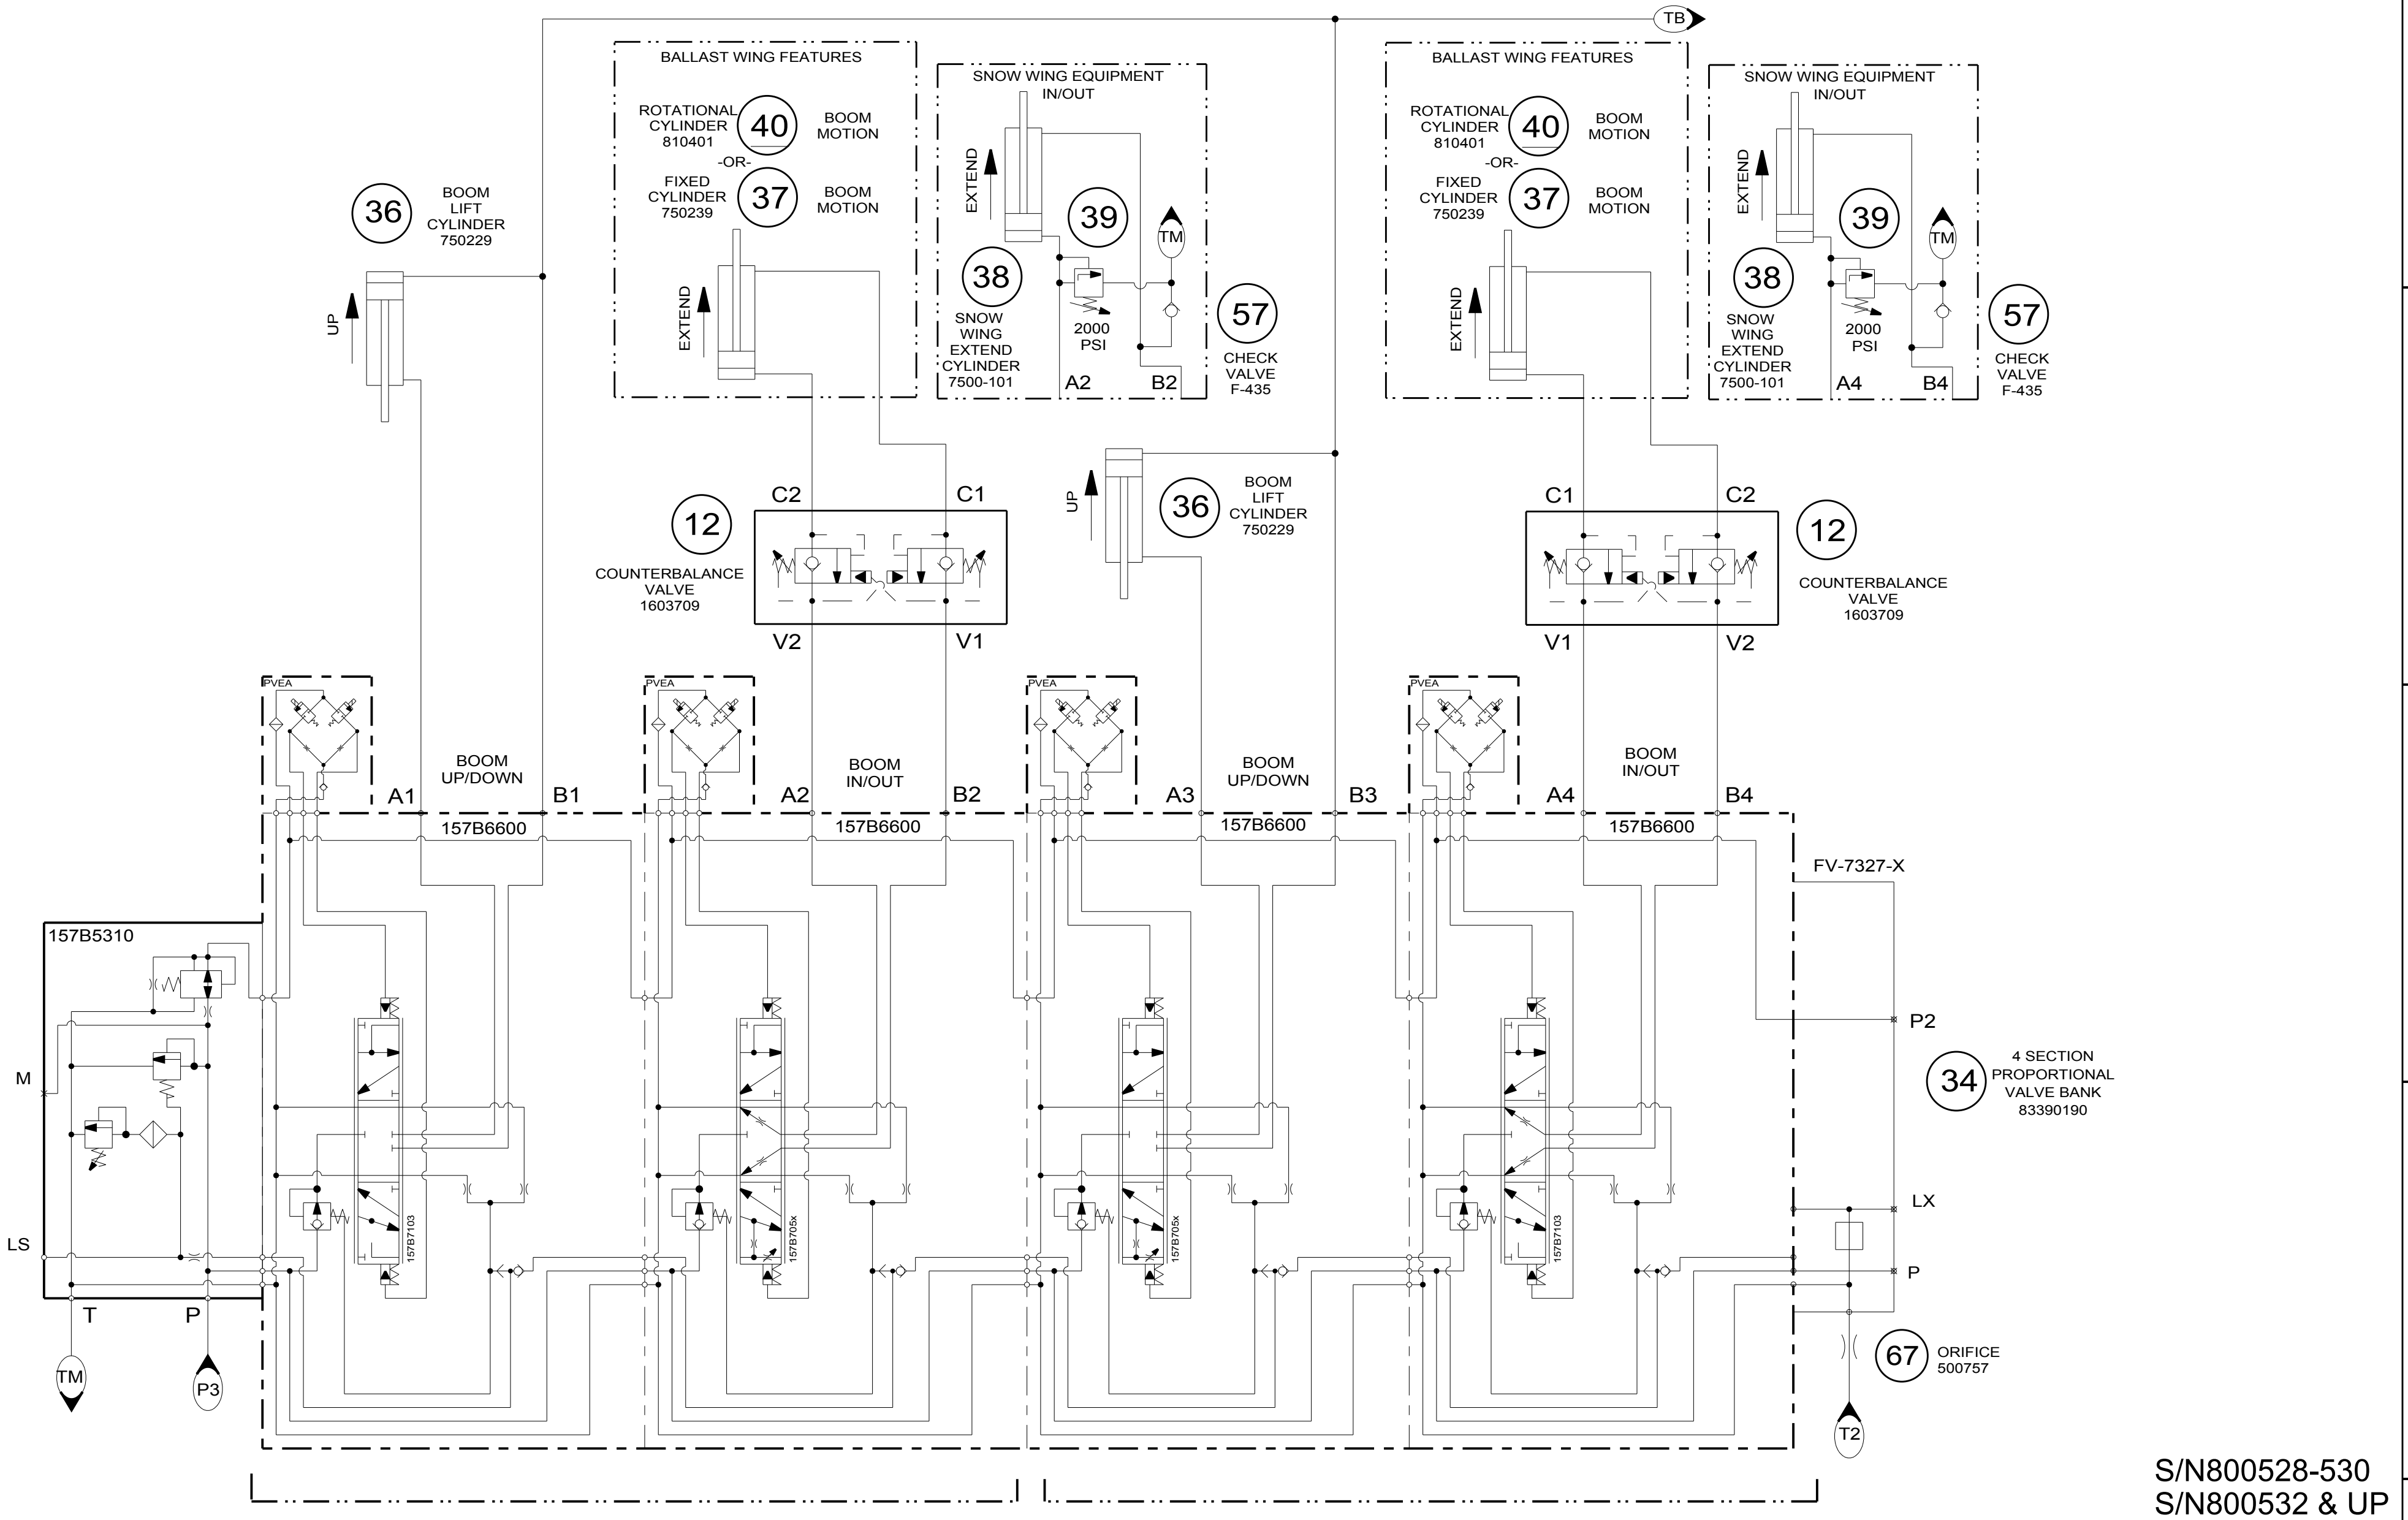 TB
BALLAST WING FEATURES
ROTATIONAL
CYLINDER
810401
40
BOOM
MOTION
-OR-
FIXED
CYLINDER
750239
37
BOOM
MOTION
EXTEND
SNOW WING EQUIPMENT
IN/OUT
EXTEND
39
TM
38
SNOW
WING
EXTEND
CYLINDER
7500-101
2000
PSI
A2
B2
57
CHECK
VALVE
F-435
BALLAST WING FEATURES
ROTATIONAL
CYLINDER
810401
40
BOOM
MOTION
-OR-
FIXED
CYLINDER
750239
37
BOOM
MOTION
EXTEND
SNOW WING EQUIPMENT
IN/OUT
EXTEND
39
TM
38
SNOW
WING
EXTEND
CYLINDER
7500-101
2000
PSI
A4
B4
57
CHECK
VALVE
F-435
36
BOOM
LIFT
CYLINDER
750229
UP
C2
C1
12
COUNTERBALANCE
VALVE
1603709
V2
V1
UP
36
BOOM
LIFT
CYLINDER
750229
C1
C2
12
COUNTERBALANCE
VALVE
1603709
V1
V2
PVEA
A1
BOOM
UP/DOWN
B1
157B6600
PVEA
A2
BOOM
IN/OUT
B2
157B6600
PVEA
A3
BOOM
UP/DOWN
B3
157B6600
PVEA
A4
BOOM
IN/OUT
B4
157B6600
FV-7327-X
157B5310
M
LS
T
P
TM
P3
157B7103
157B705x
157B705x
157B7103
P2
34
4 SECTION
PROPORTIONAL
VALVE BANK
83390190
LX
P
67
ORIFICE
500757
T2
S/N800528-530
S/N800532 & UP